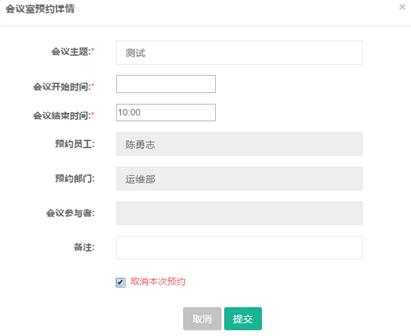 会议室预约详情 ×
会议主题:* 测试
会议开始时间:*
会议结束时间:* 10:00
预约员工: 陈勇志
预约部门: 运维部
会议参与者:
备注:
取消本次预约
取消 提交